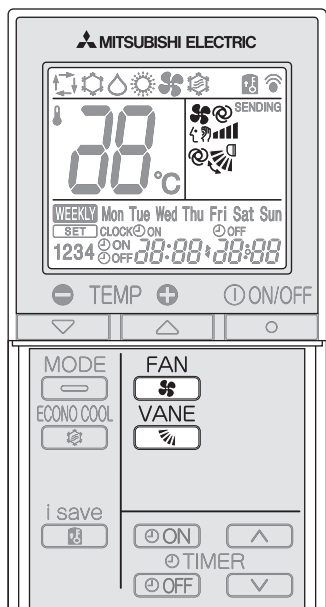 MITSUBISHI ELECTRIC
SENDING
88°C
WEEKLY Mon Tue Wed Thu Fri Sat Sun
SET CLOCK ON OFF
1234 ON 88:88 88:88
OFF
TEMP ON/OFF
MODE FAN
ECONO COOL VANE
i save
ON
TIMER
OFF